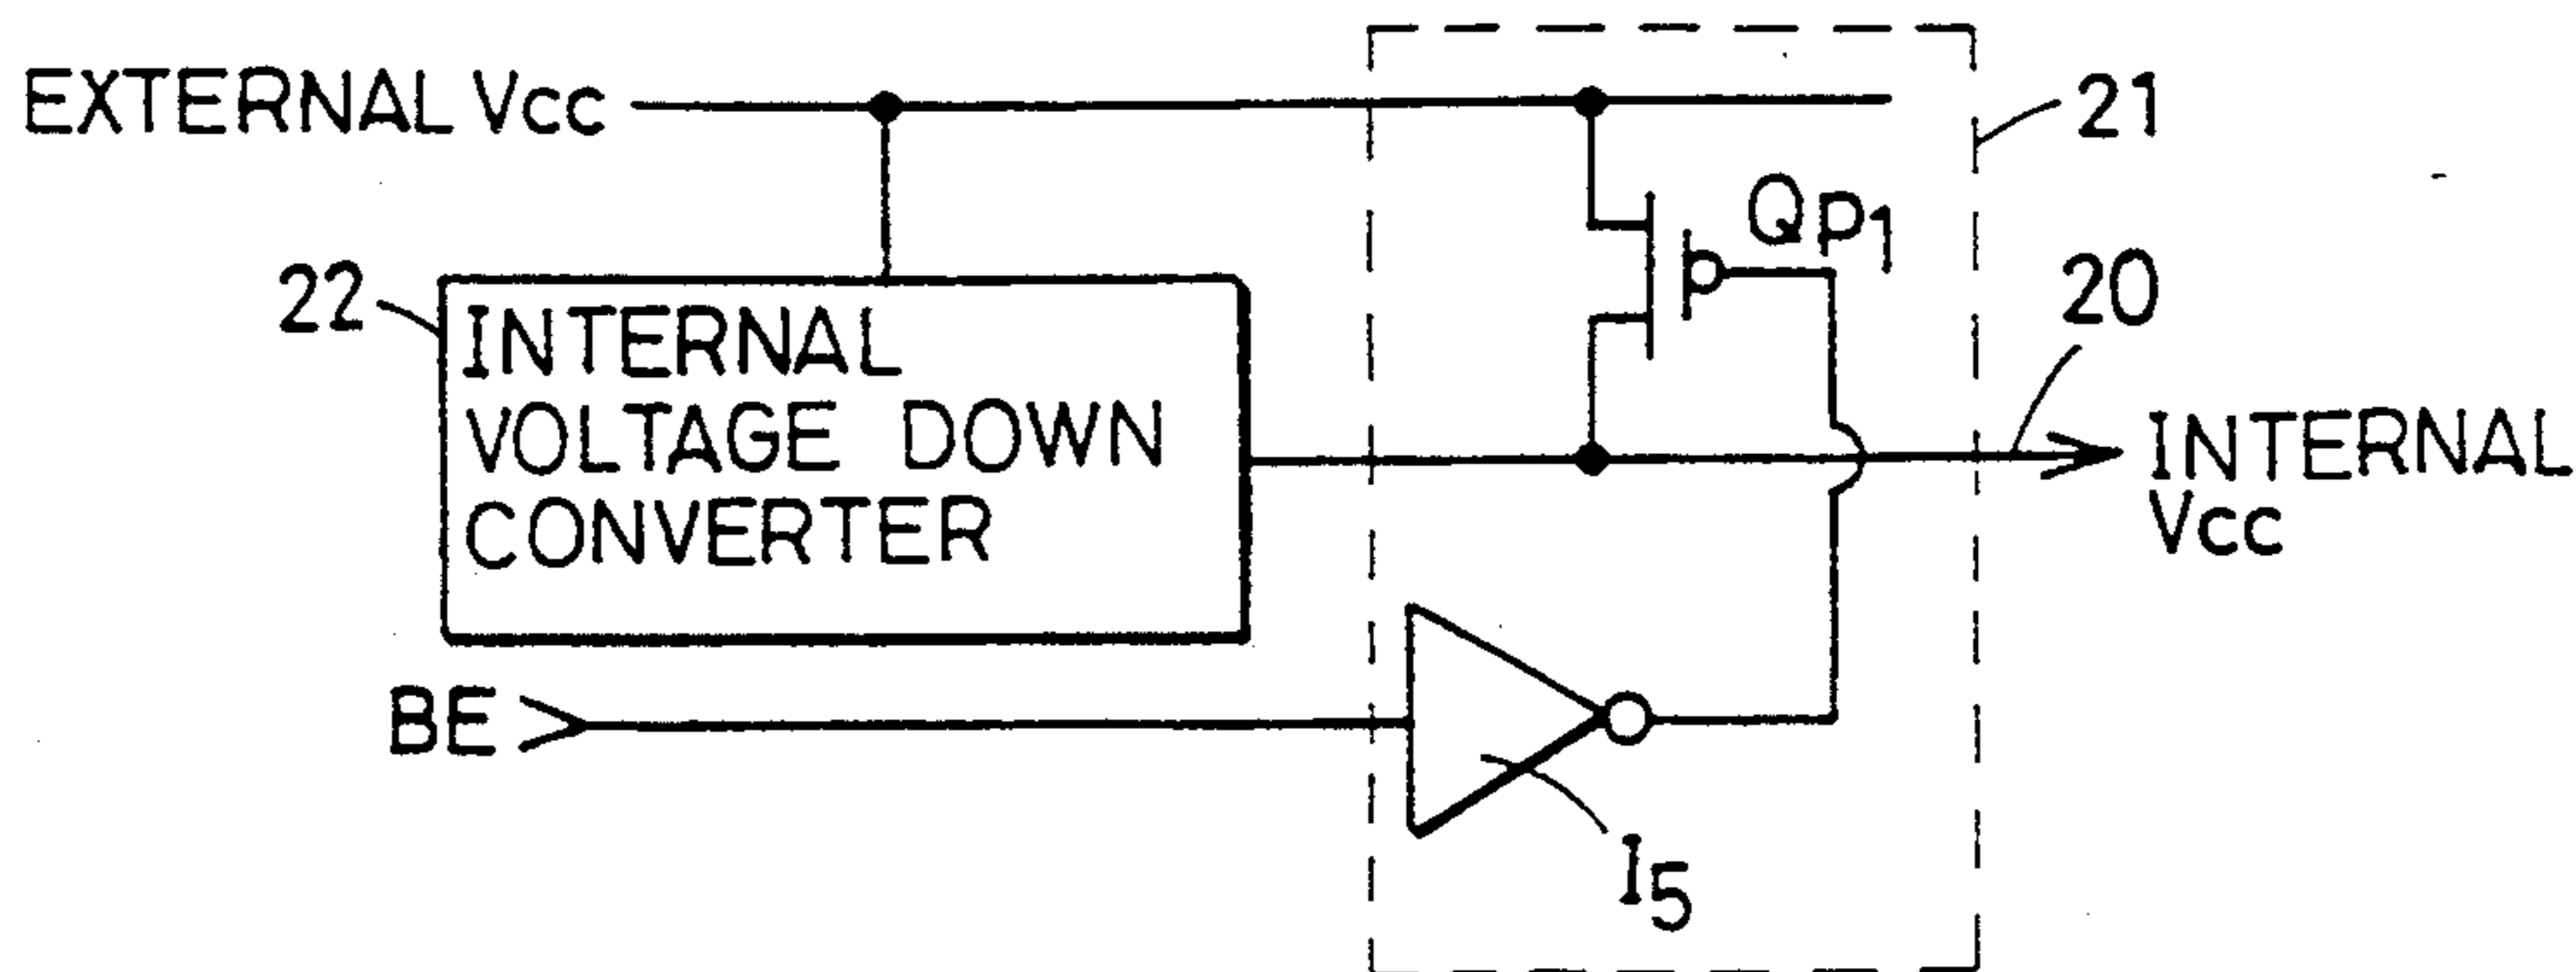 EXTERNAL Vcc
21
Qp1
22
20
INTERNAL
VOLTAGE DOWN
CONVERTER
INTERNAL
Vcc
BE
I5